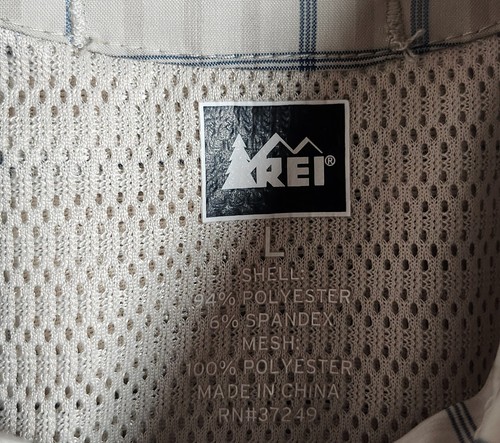 REI®
L
SHELL:
94% POLYESTER
6% SPANDEX
MESH:
100% POLYESTER
MADE IN CHINA
RN#37249